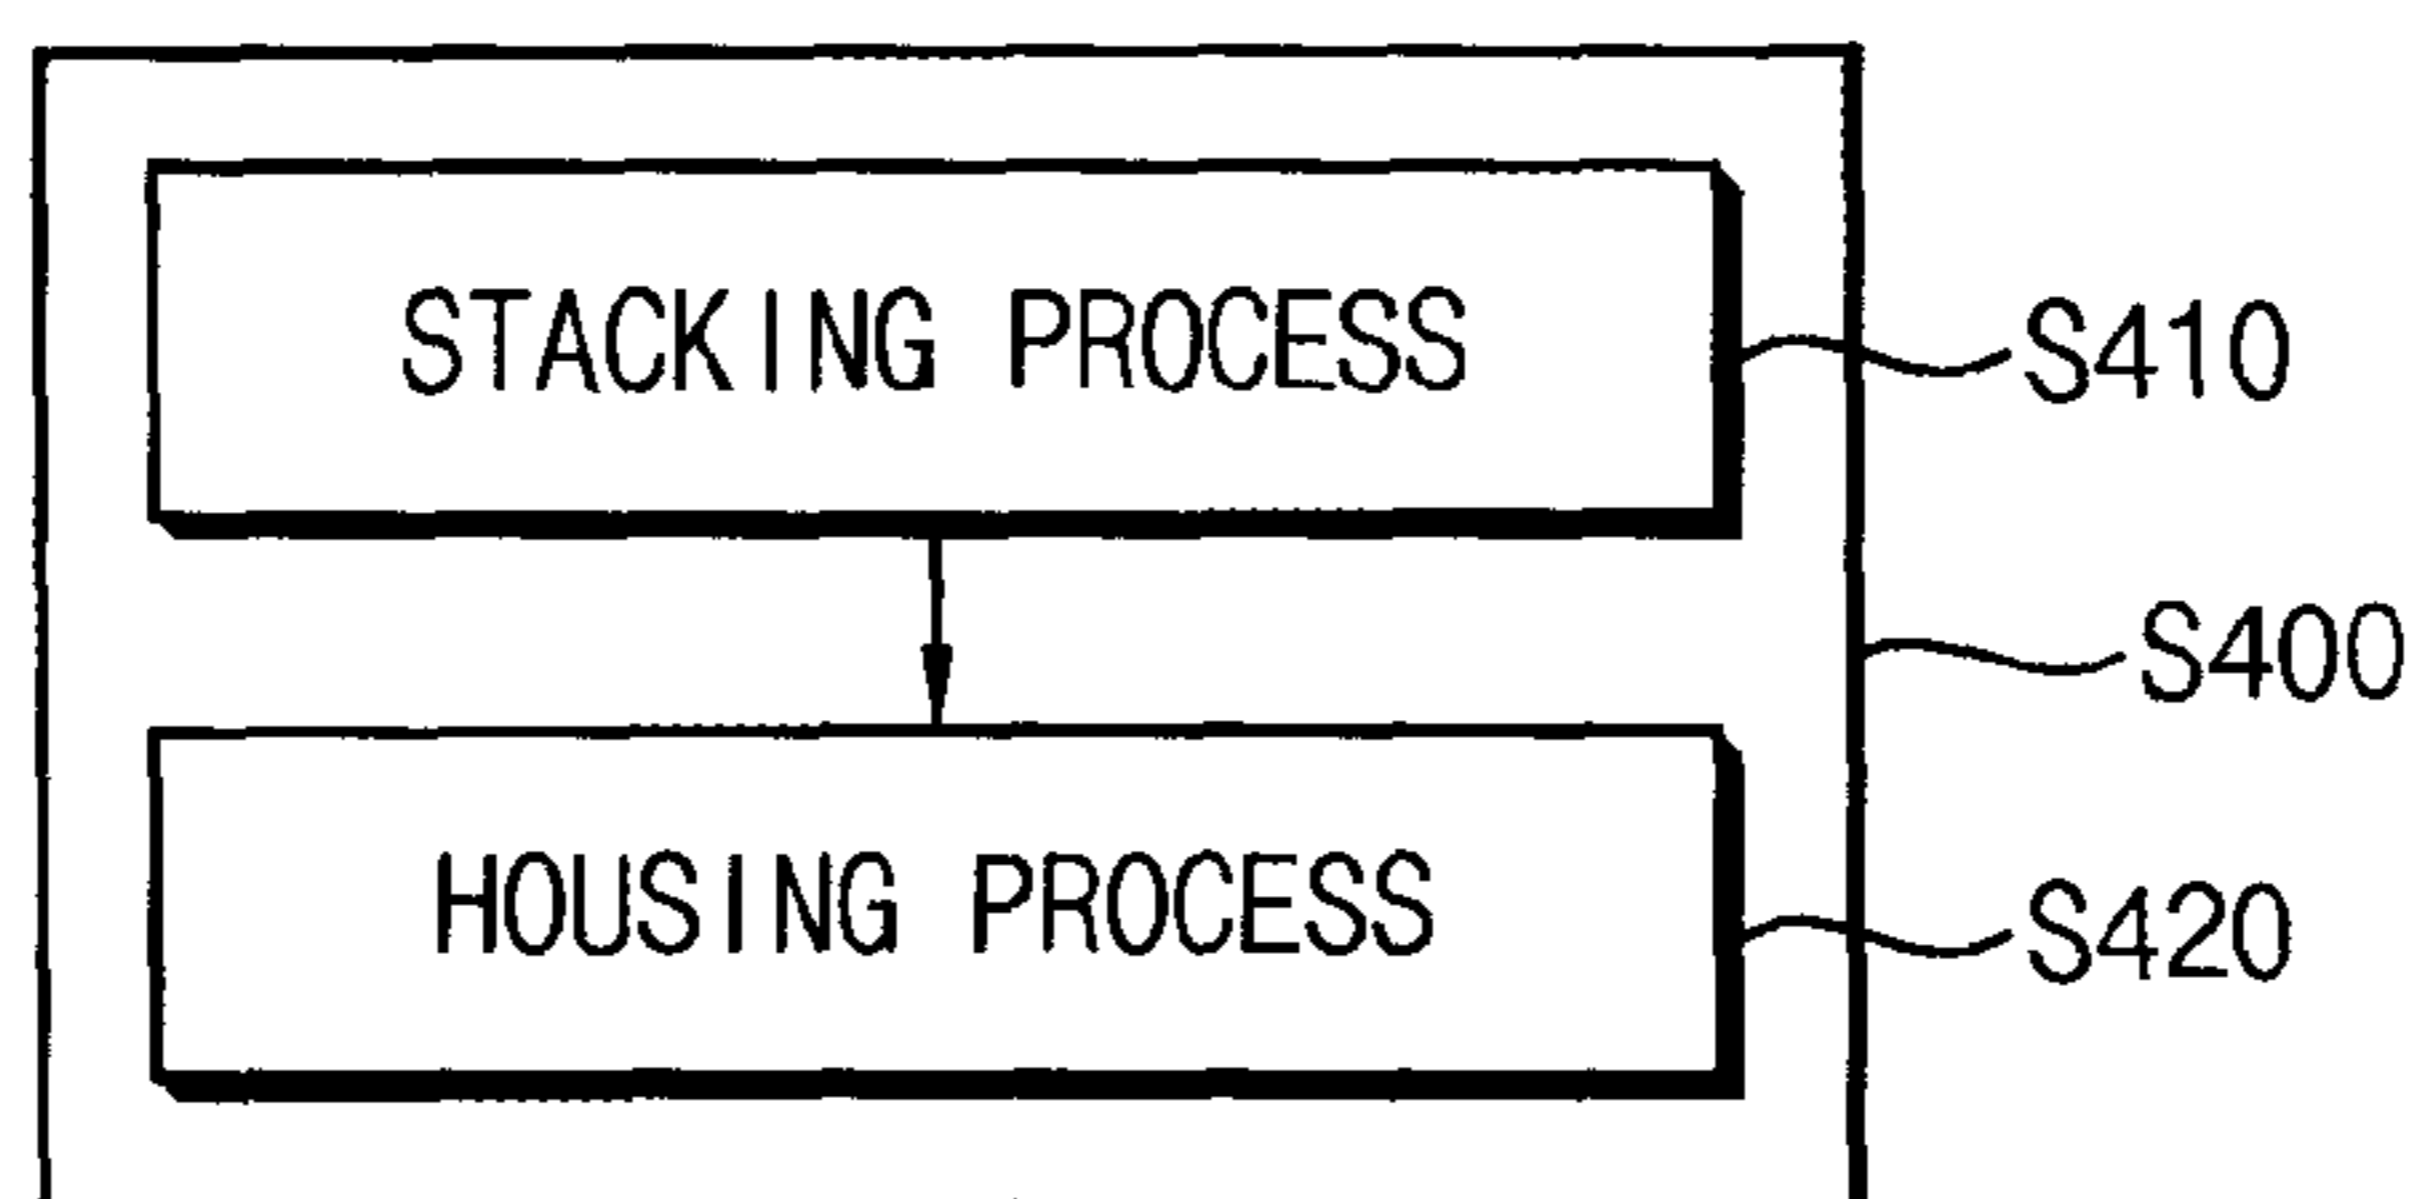 STACKING PROCESS
S410
S400
HOUSING PROCESS
S420